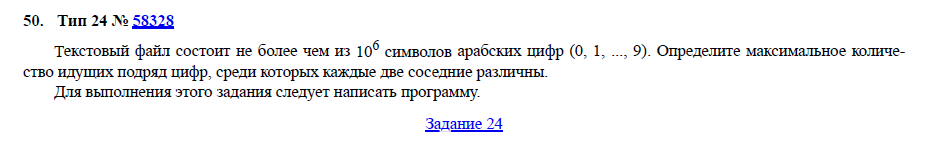 50. Тип 24 № 58328
Текстовый файл состоит не более чем из 10⁶ символов арабских цифр (0, 1, ..., 9). Определите максимальное количе-
ство идущих подряд цифр, среди которых каждые две соседние различны.
Для выполнения этого задания следует написать программу.
Задание 24